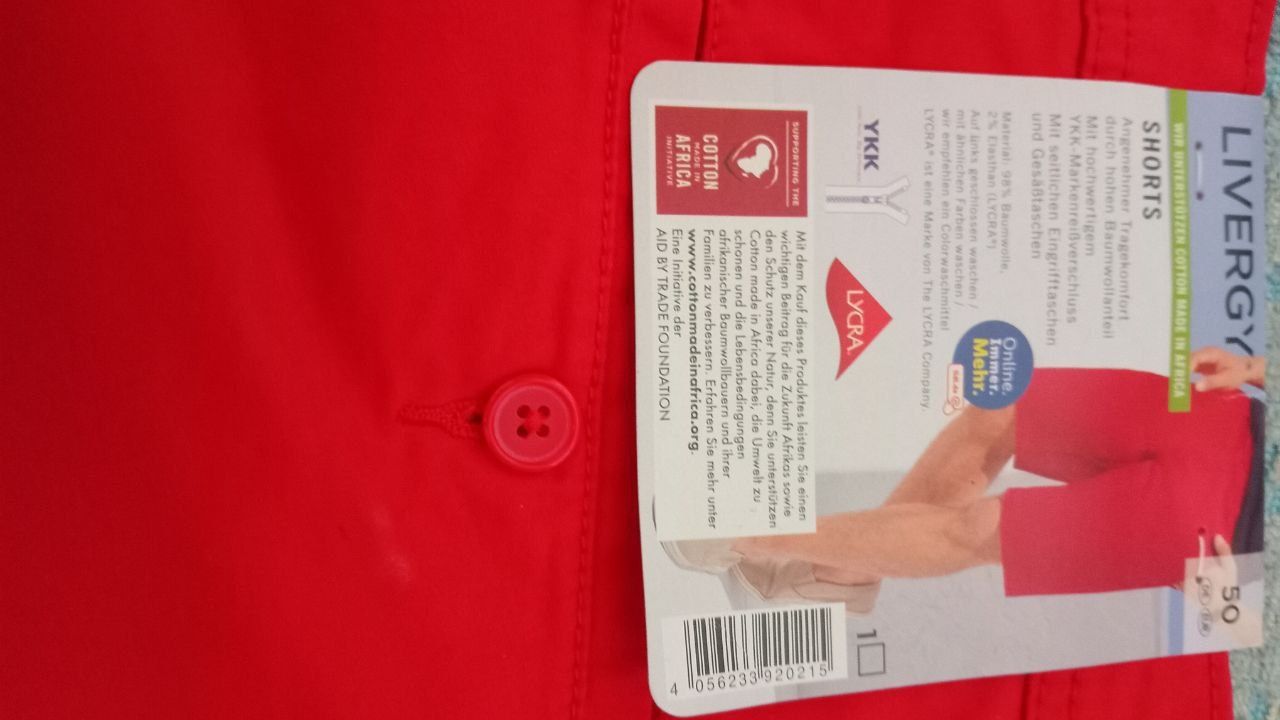 LIVERGY
50
WIR UNTERSTÜTZEN COTTON MADE IN AFRICA
SHORTS
Angenehmer Tragekomfort
durch hohen Baumwollanteil
Mit hochwertigem
YKK-Markenreißverschluss
Mit seitlichen Eingrifftaschen
und Gesäßtaschen
Material: 98% Baumwolle,
2% Elasthan (LYCRA®)
Auf links geschlossen waschen /
mit ähnlichen Farben waschen /
wir empfehlen ein Colorwaschmittel
LYCRA® ist eine Marke von The LYCRA Company.
Online.
Immer.
Mehr.
YKK
LYCRA
SUPPORTING THE
COTTON
MADE IN
AFRICA
INITIATIVE
Mit dem Kauf dieses Produktes leisten Sie einen
wichtigen Beitrag für die Zukunft Afrikas sowie
den Schutz unserer Natur, denn Sie unterstützen
Cotton made in Africa dabei, die Umwelt zu
schonen und die Lebensbedingungen
afrikanischer Baumwollbauern und ihrer
Familien zu verbessern. Erfahren Sie mehr unter
www.cottonmadeinafrica.org.
Eine Initiative der
AID BY TRADE FOUNDATION
1
4 056233 920215